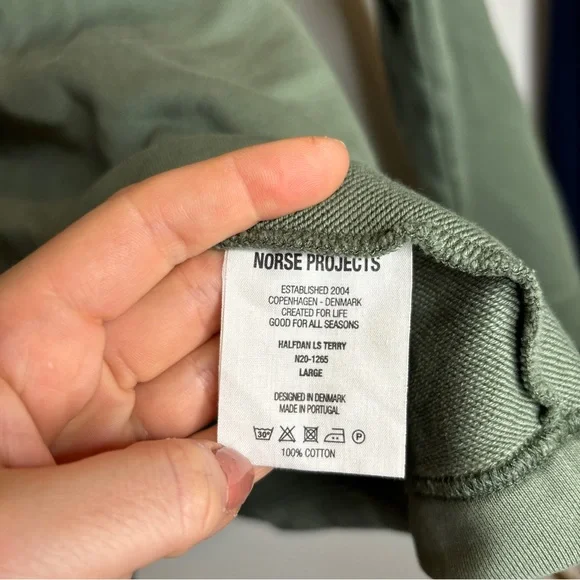 NORSE PROJECTS
ESTABLISHED 2004
COPENHAGEN - DENMARK
CREATED FOR LIFE
GOOD FOR ALL SEASONS
HALFDAN LS TERRY
N20-1265
LARGE
DESIGNED IN DENMARK
MADE IN PORTUGAL
30° P
100% COTTON